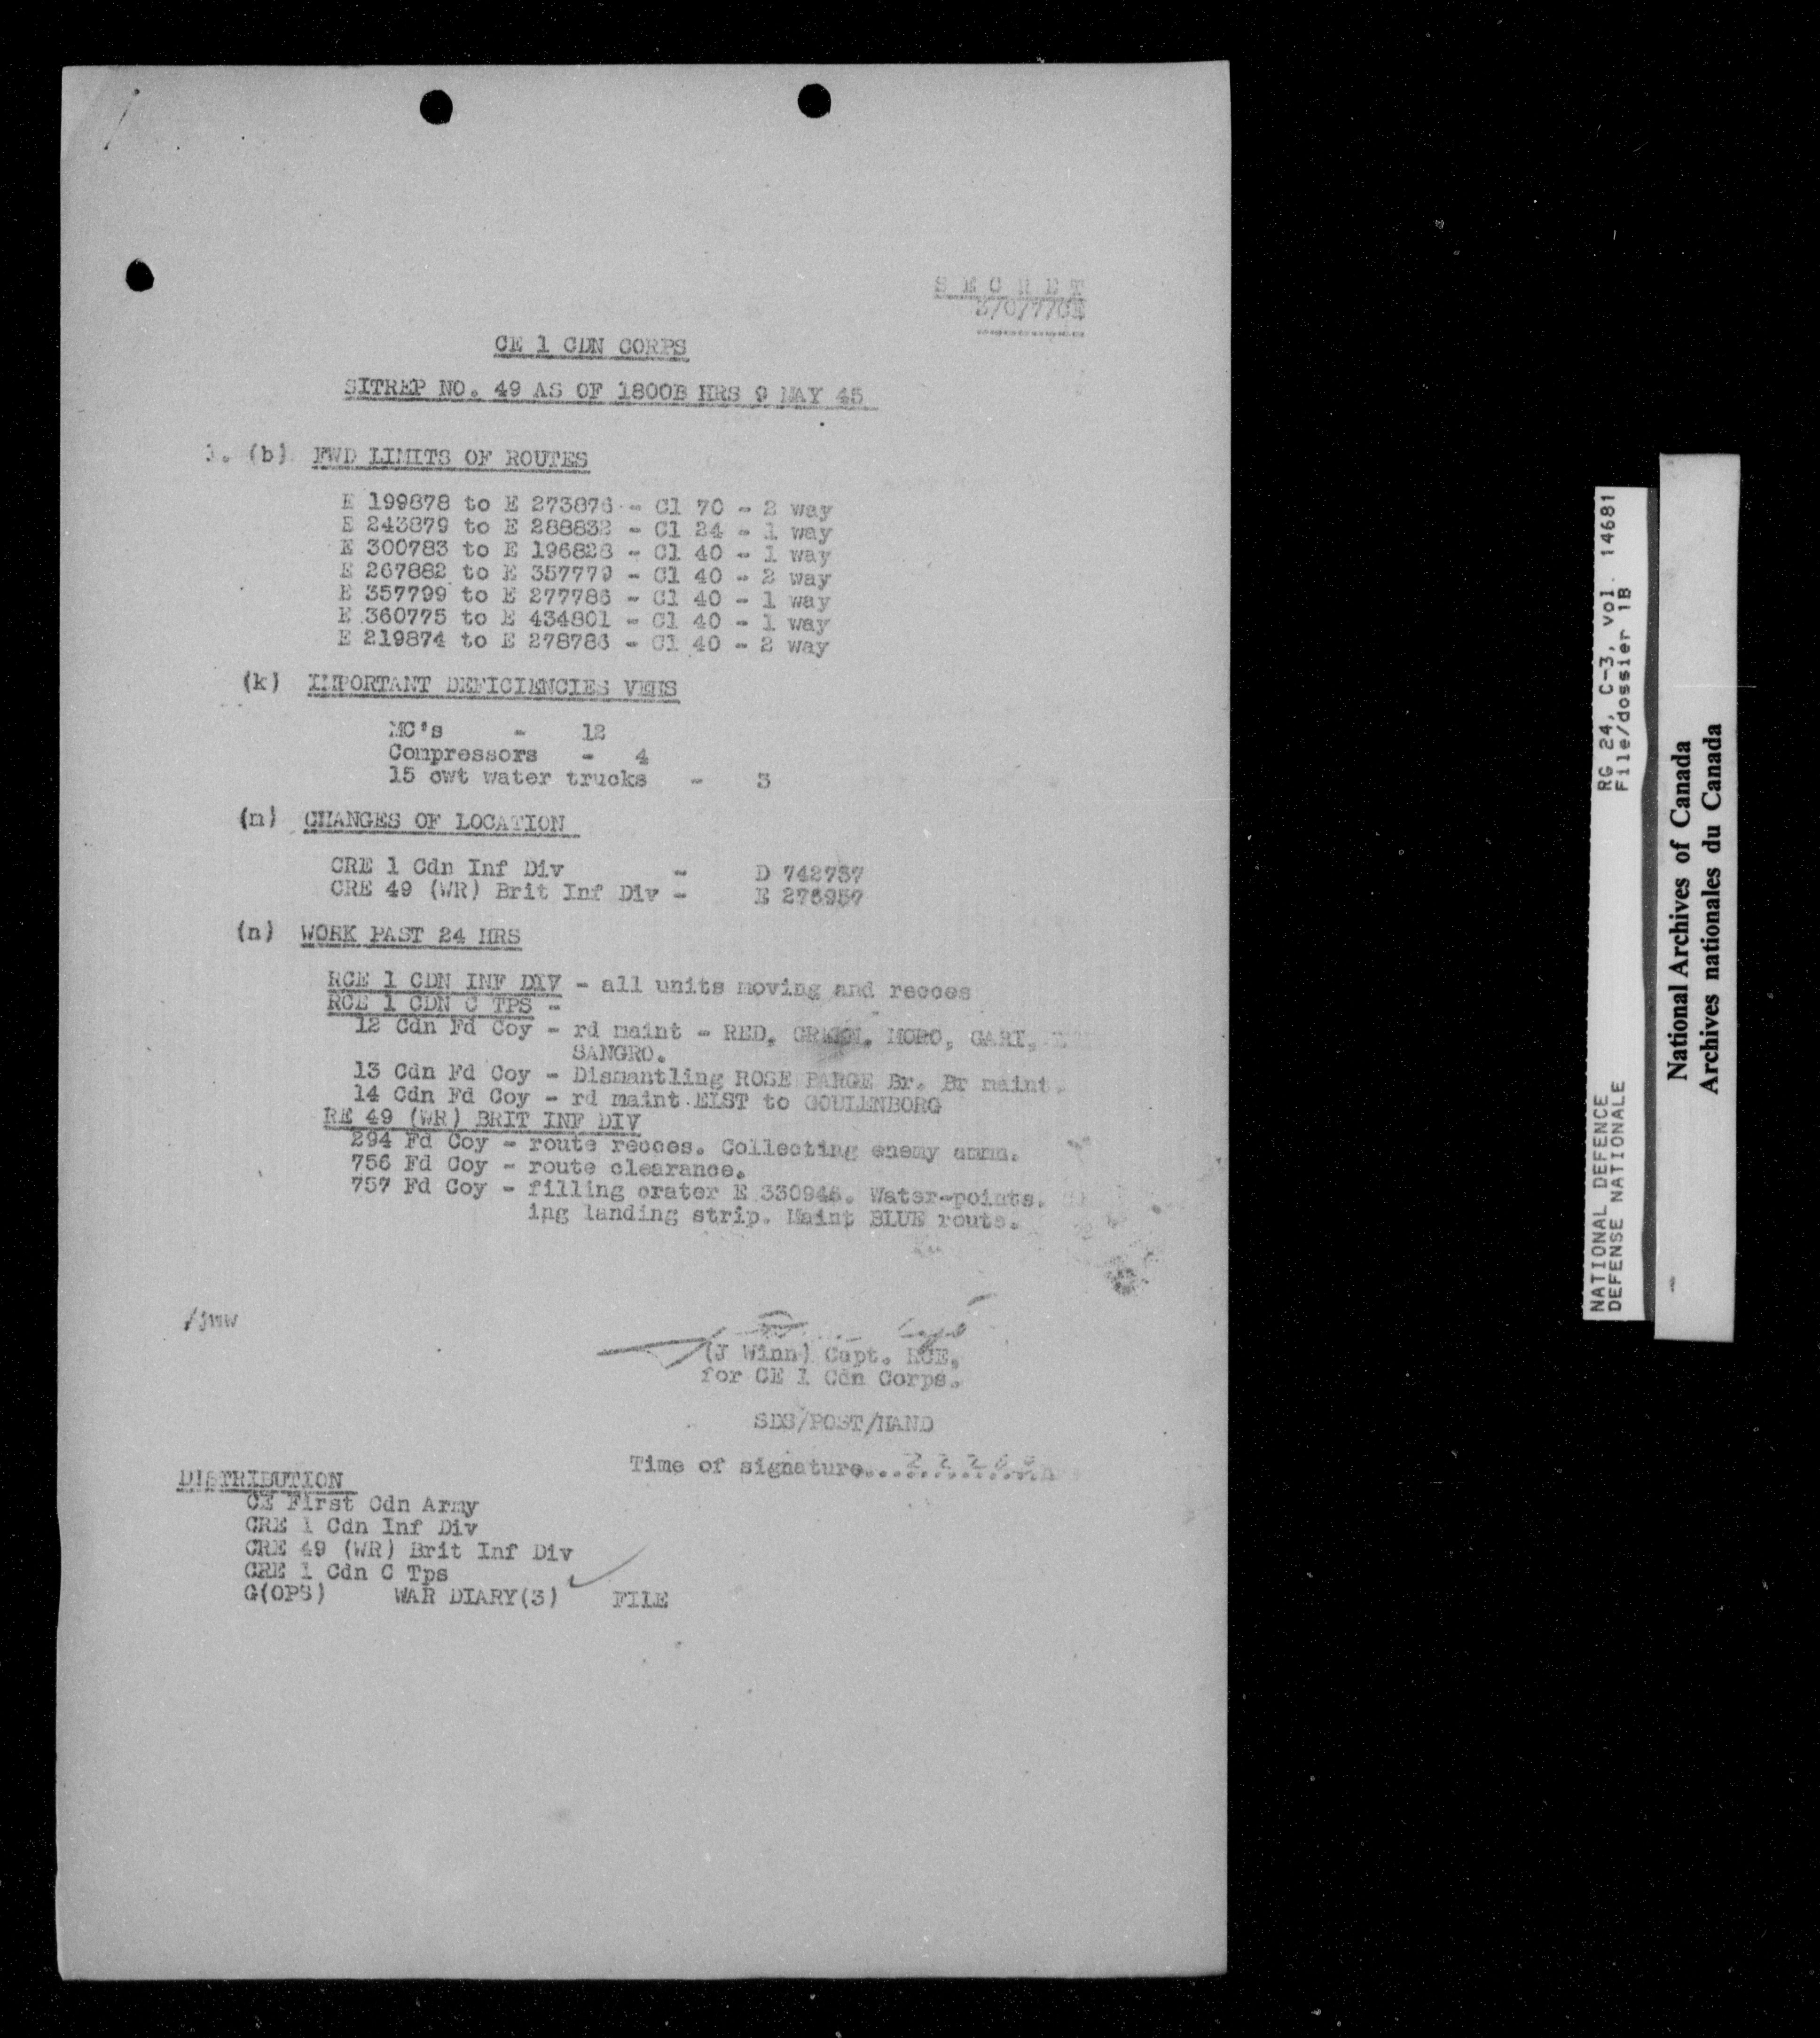 S E C R E T
CE 1 CDN CORPS
SITREP NO. 49 AS OF 1800B HRS 9 MAY 45
(b) FWD LIMITS OF ROUTES
E 199878 to E 273876 - Cl 70 - 2 way
E 243879 to E 288832 - Cl 24 - 1 way
E 300783 to E 196828 - Cl 40 - 1 way
E 267882 to E 357779 - Cl 40 - 2 way
E 357799 to E 277786 - Cl 40 - 1 way
E 360775 to E 434801 - Cl 40 - 1 way
E 219874 to E 278786 - Cl 40 - 2 way
(k) IMPORTANT DEFICIENCIES VEHS
MC's - 12
Compressors - 4
15 cwt water trucks - 3
(m) CHANGES OF LOCATION
CRE 1 Cdn Inf Div - D 742737
CRE 49 (WR) Brit Inf Div - E 276957
(n) WORK PAST 24 HRS
RCE 1 CDN INF DIV - all units moving and recces
RCE 1 CDN C TPS -
12 Cdn Fd Coy - rd maint - RED, GREEN, MORO, GARI,
SANGRO.
13 Cdn Fd Coy - Dismantling ROSE BARGE Br. Br maint.
14 Cdn Fd Coy - rd maint ELST to
RE 49 (WR) BRIT INF DIV
294 Fd Coy - route recces. Collecting enemy amn.
756 Fd Coy - route clearance.
757 Fd Coy - filling crater E 330946. Water-points.
ing landing strip. Maint BLUE route.
/jmw
(J Winn) Capt. RCE,
for CE 1 Cdn Corps.
SDS/POST/HAND
Time of signature..............
DISTRIBUTION
CE First Cdn Army
CRE 1 Cdn Inf Div
CRE 49 (WR) Brit Inf Div
CRE 1 Cdn C Tps
G(OPS) WAR DIARY(3) FILE
NATIONAL DEFENCE RG 24, C-3, vol. 14681
DEFENSE NATIONALE File/dossier 1B
National Archives of Canada
Archives nationales du Canada